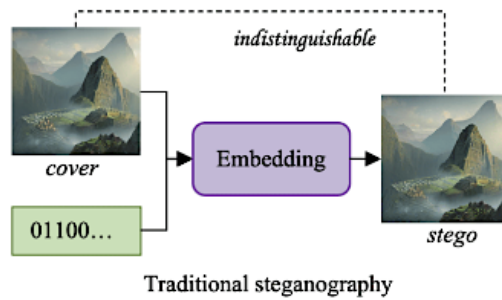 indistinguishable
cover
Embedding
01100...
stego
Traditional steganography